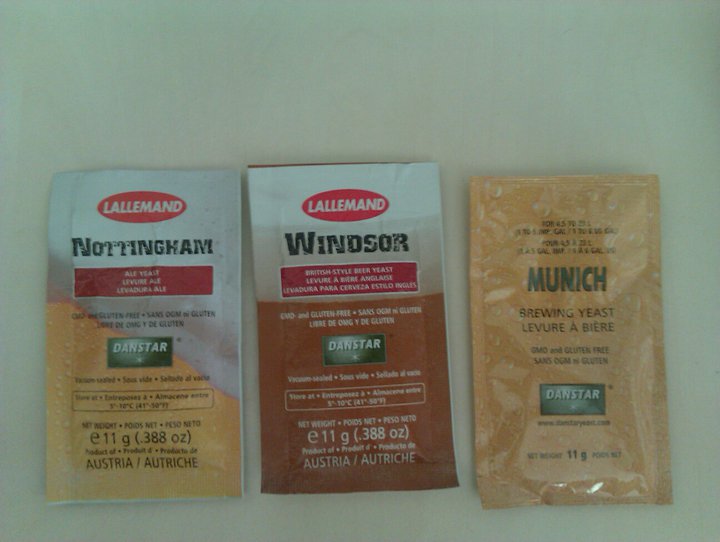 LALLEMAND
NOTTINGHAM
ALE YEAST
LEVURE ALE
LEVADURA ALE
GMO- and GLUTEN-FREE • SANS OGM ni GLUTEN
LIBRE DE OMG Y DE GLUTEN
DANSTAR
Vacuum-sealed • Sous vide • Sellado al vacio
Store at • Entreposez à • Almacene entre
5°-10°C (41°-50°F)
NET WEIGHT • POIDS NET • PESO NETO
e 11 g (.388 oz)
Product of • Produit d' • Producto de
AUSTRIA / AUTRICHE
LALLEMAND
WINDSOR
BRITISH-STYLE BEER YEAST
LEVURE À BIÈRE ANGLAISE
LEVADURA PARA CERVEZA ESTILO INGLES
GMO- and GLUTEN-FREE • SANS OGM ni GLUTEN
LIBRE DE OMG Y DE GLUTEN
DANSTAR
Vacuum-sealed • Sous vide • Sellado al vacio
Store at • Entreposez à • Almacene entre
5°-10°C (41°-50°F)
NET WEIGHT • POIDS NET • PESO NETO
e 11 g (.388 oz)
Product of • Produit d' • Producto de
AUSTRIA / AUTRICHE
MUNICH
BREWING YEAST
LEVURE À BIÈRE
GMO and GLUTEN FREE
SANS OGM ni GLUTEN
DANSTAR
www.danstaryeast.com
NET WEIGHT 11 g POIDS NET